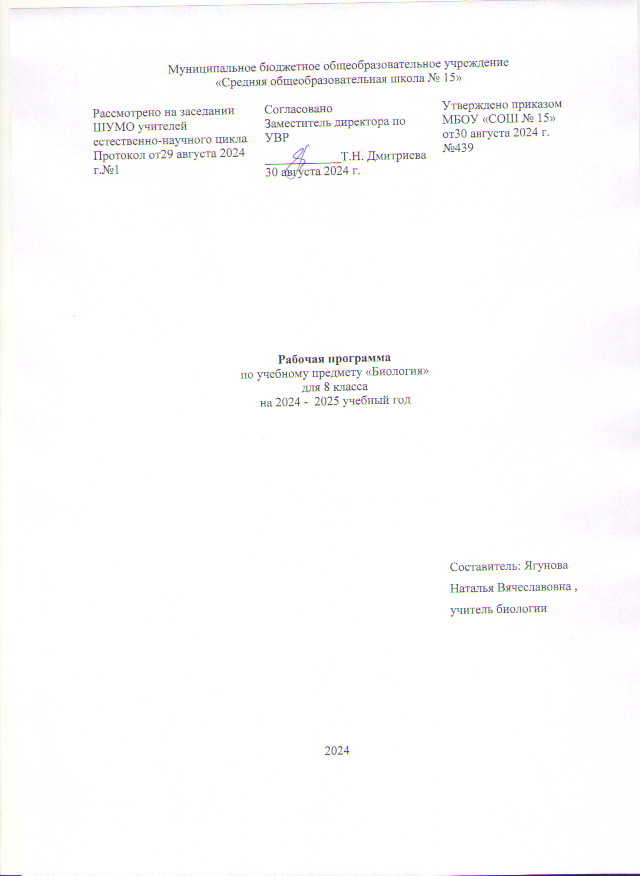 Муниципальное бюджетное общеобразовательное учреждение
«Средняя общеобразовательная школа № 15»
Рассмотрено на заседании
ШУМО учителей
естественно-научного цикла
Протокол от29 августа 2024
г.№1
Согласовано
Заместитель директора по
УВР
______________Т.Н. Дмитриева
30 августа 2024 г.
Утверждено приказом
МБОУ «СОШ № 15»
от30 августа 2024 г.
№439
Рабочая программа
по учебному предмету «Биология»
для 8 класса
на 2024 - 2025 учебный год
Составитель: Ягунова
Наталья Вячеславовна ,
учитель биологии
2024